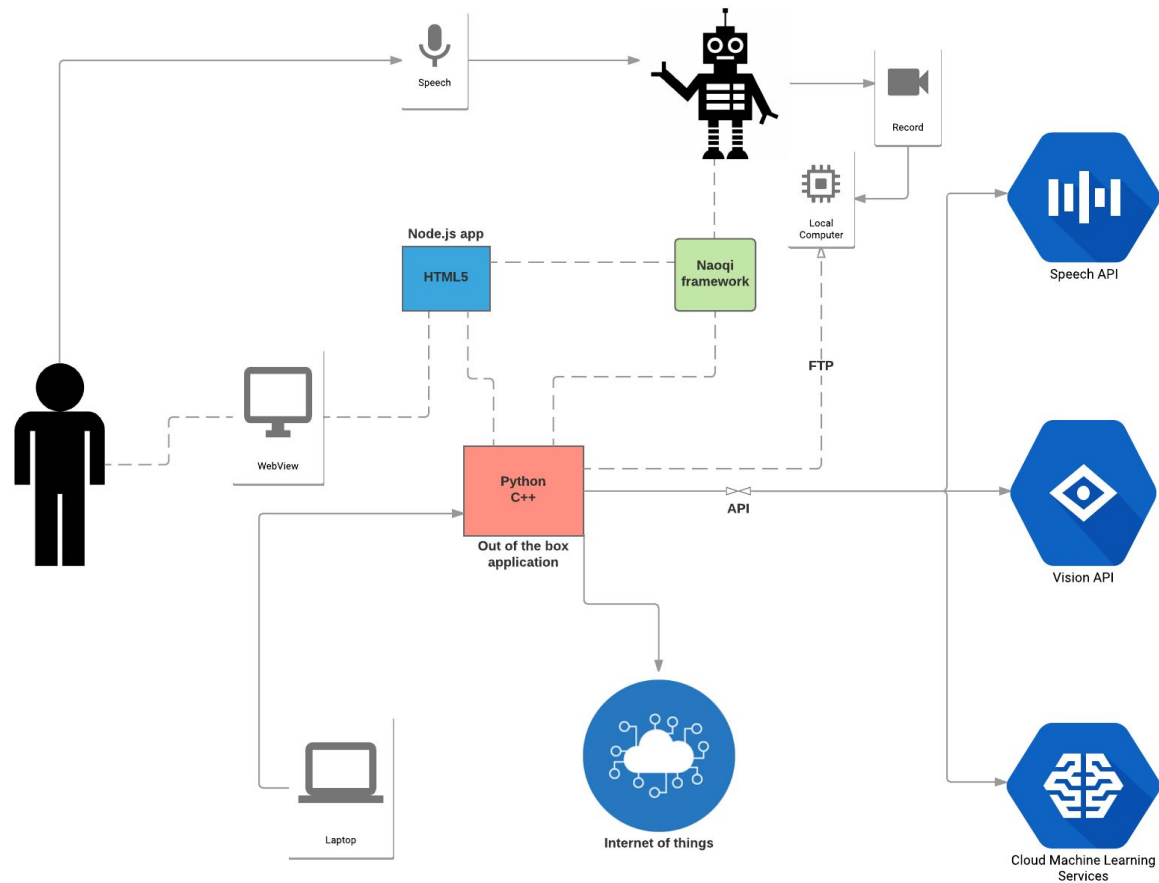 Speech
Record
Local
Computer
Speech API
Node.js app
HTML5
Naoqi
framework
FTP
WebView
Python
C++
API
Out of the box
application
Vision API
Laptop
Internet of things
Cloud Machine Learning
Services